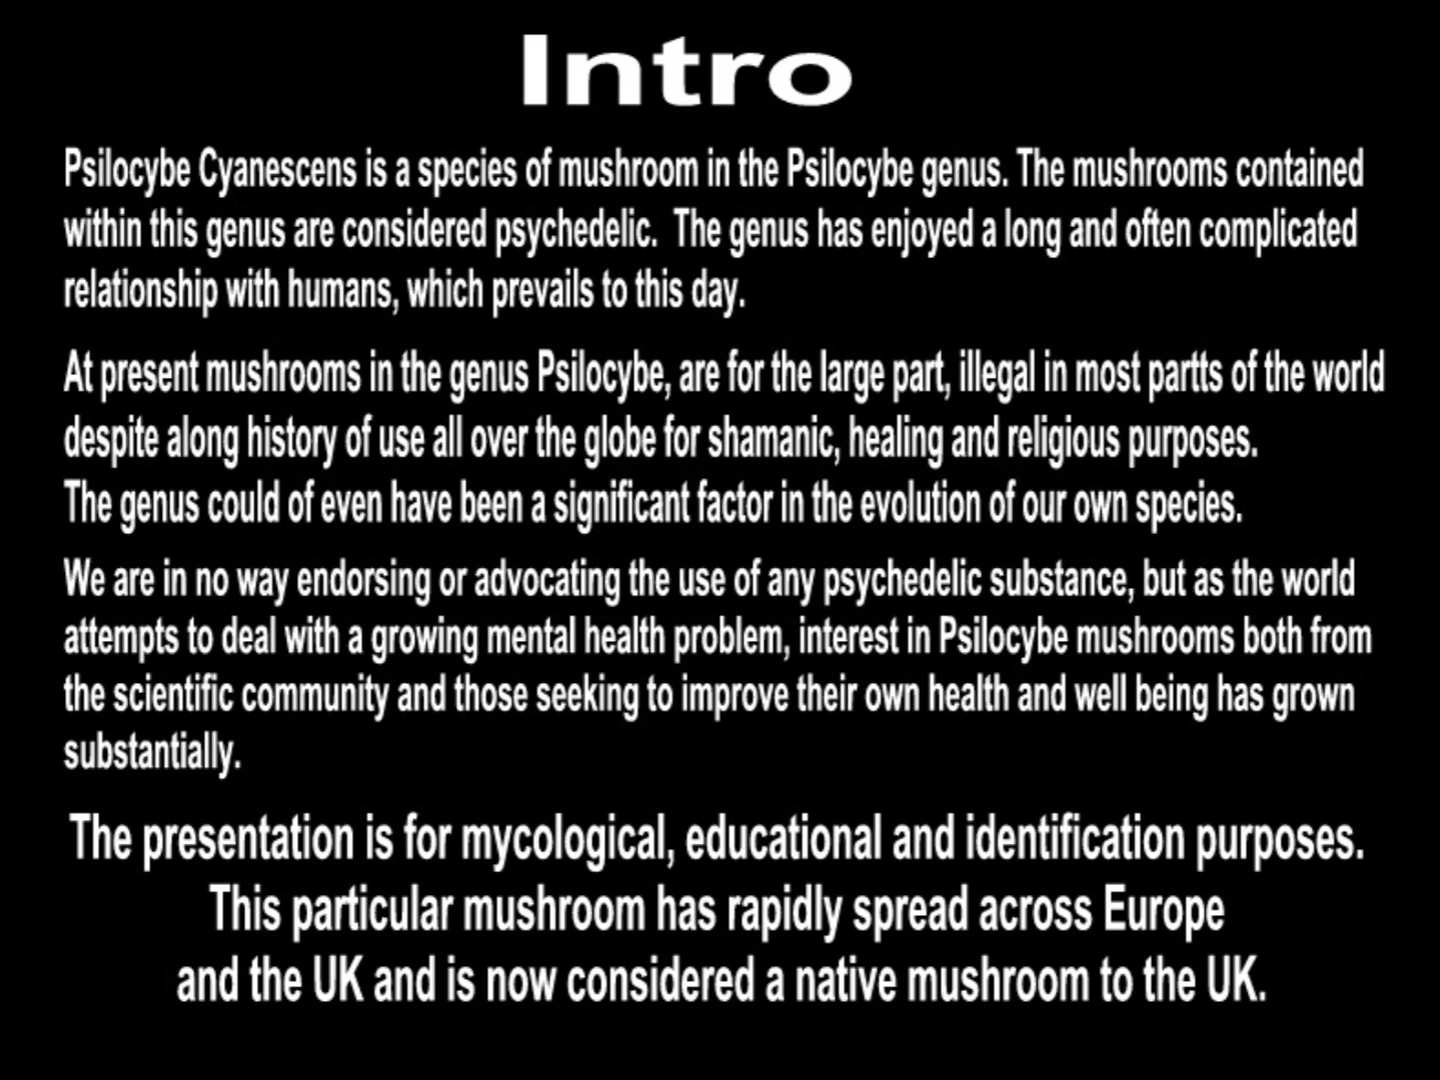 Intro
Psilocybe Cyanescens is a species of mushroom in the Psilocybe genus. The mushrooms contained
within this genus are considered psychedelic.  The genus has enjoyed a long and often complicated
relationship with humans, which prevails to this day.
At present mushrooms in the genus Psilocybe, are for the large part, illegal in most partts of the world
despite along history of use all over the globe for shamanic, healing and religious purposes.
The genus could of even have been a significant factor in the evolution of our own species.
We are in no way endorsing or advocating the use of any psychedelic substance, but as the world
attempts to deal with a growing mental health problem, interest in Psilocybe mushrooms both from
the scientific community and those seeking to improve their own health and well being has grown
substantially.
The presentation is for mycological, educational and identification purposes.
This particular mushroom has rapidly spread across Europe
and the UK and is now considered a native mushroom to the UK.